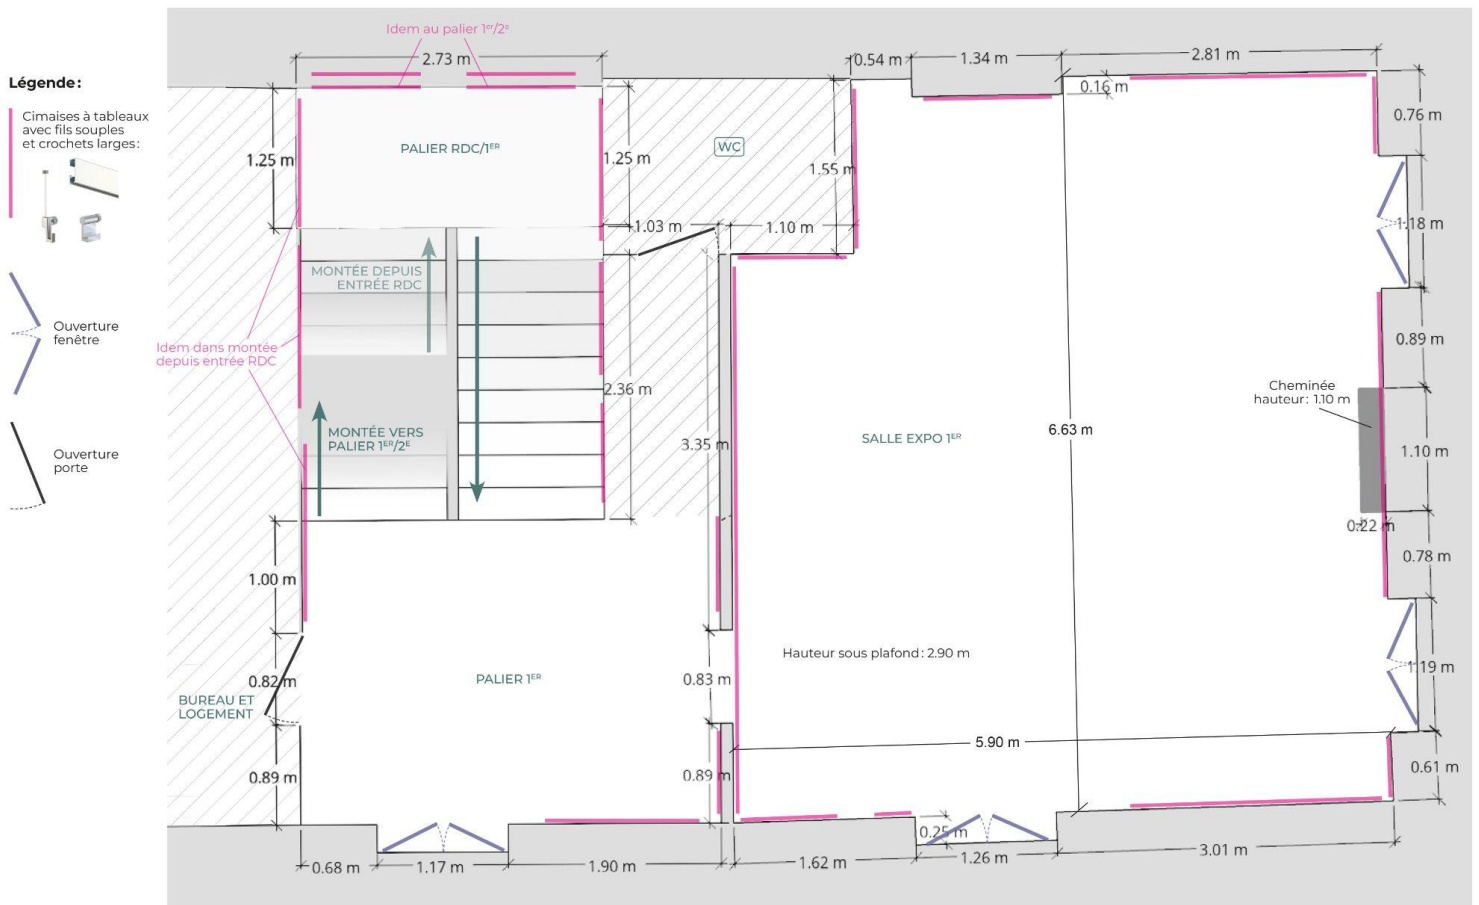 Idem au palier 1er/2e
2.73 m
0.54 m
1.34 m
2.81 m
Légende :
0.16 m
Cimaises à tableaux
avec fils souples
et crochets larges :
0.76 m
PALIER RDC/1ER
WC
1.25 m
1.25 m
1.55 m
1.03 m
1.10 m
1.18 m
MONTÉE DEPUIS
ENTRÉE RDC
Ouverture
fenêtre
Idem dans montée
depuis entrée RDC
0.89 m
2.36 m
Cheminée
hauteur : 1.10 m
MONTÉE VERS
PALIER 1ER/2E
3.35 m
SALLE EXPO 1ER
6.63 m
1.10 m
Ouverture
porte
0.22 m
0.78 m
1.00 m
Hauteur sous plafond : 2.90 m
1.19 m
0.82 m
PALIER 1ER
0.83 m
BUREAU ET
LOGEMENT
5.90 m
0.89 m
0.89 m
0.61 m
0.25 m
0.68 m
1.17 m
1.90 m
1.62 m
1.26 m
3.01 m